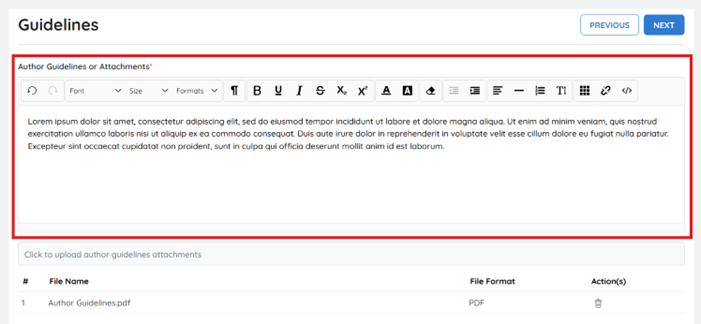 Guidelines
PREVIOUS
NEXT
Author Guidelines or Attachments*
Font Size Formats ¶ B U I S X₂ X² A A T!
Lorem ipsum dolor sit amet, consectetur adipiscing elit, sed do eiusmod tempor incididunt ut labore et dolore magna aliqua. Ut enim ad minim veniam, quis nostrud
exercitation ullamco laboris nisi ut aliquip ex ea commodo consequat. Duis aute irure dolor in reprehenderit in voluptate velit esse cillum dolore eu fugiat nulla pariatur.
Excepteur sint occaecat cupidatat non proident, sunt in culpa qui officia deserunt mollit anim id est laborum.
Click to upload author guidelines attachments
# File Name File Format Action(s)
1 Author Guidelines.pdf PDF